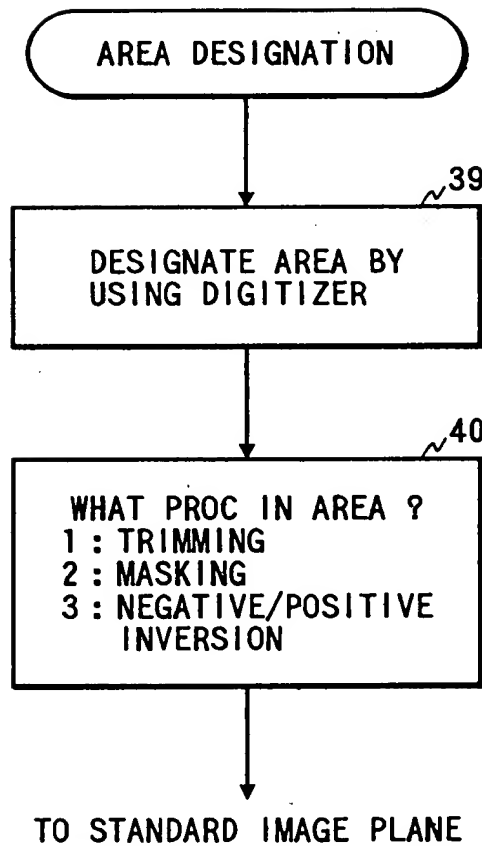 AREA DESIGNATION
39
DESIGNATE AREA BY
USING DIGITIZER
40
WHAT PROC IN AREA ?
1 : TRIMMING
2 : MASKING
3 : NEGATIVE/POSITIVE
INVERSION
TO STANDARD IMAGE PLANE